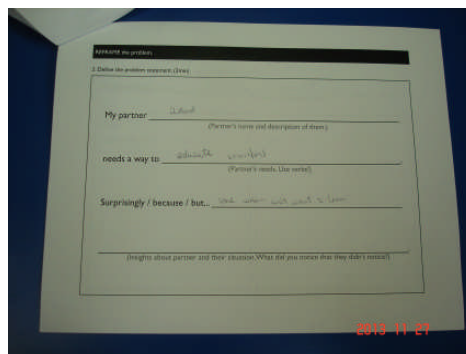 REFRAME the problem.
2. Define the problem statement. (3min)
My partner
(Partner's name and description of them.)
needs a way to educate
(Partner's needs. Use verbs!)
Surprisingly / because / but...
(Insights about partner and their situation. What did you notice that they didn't notice?)
2013 11 27